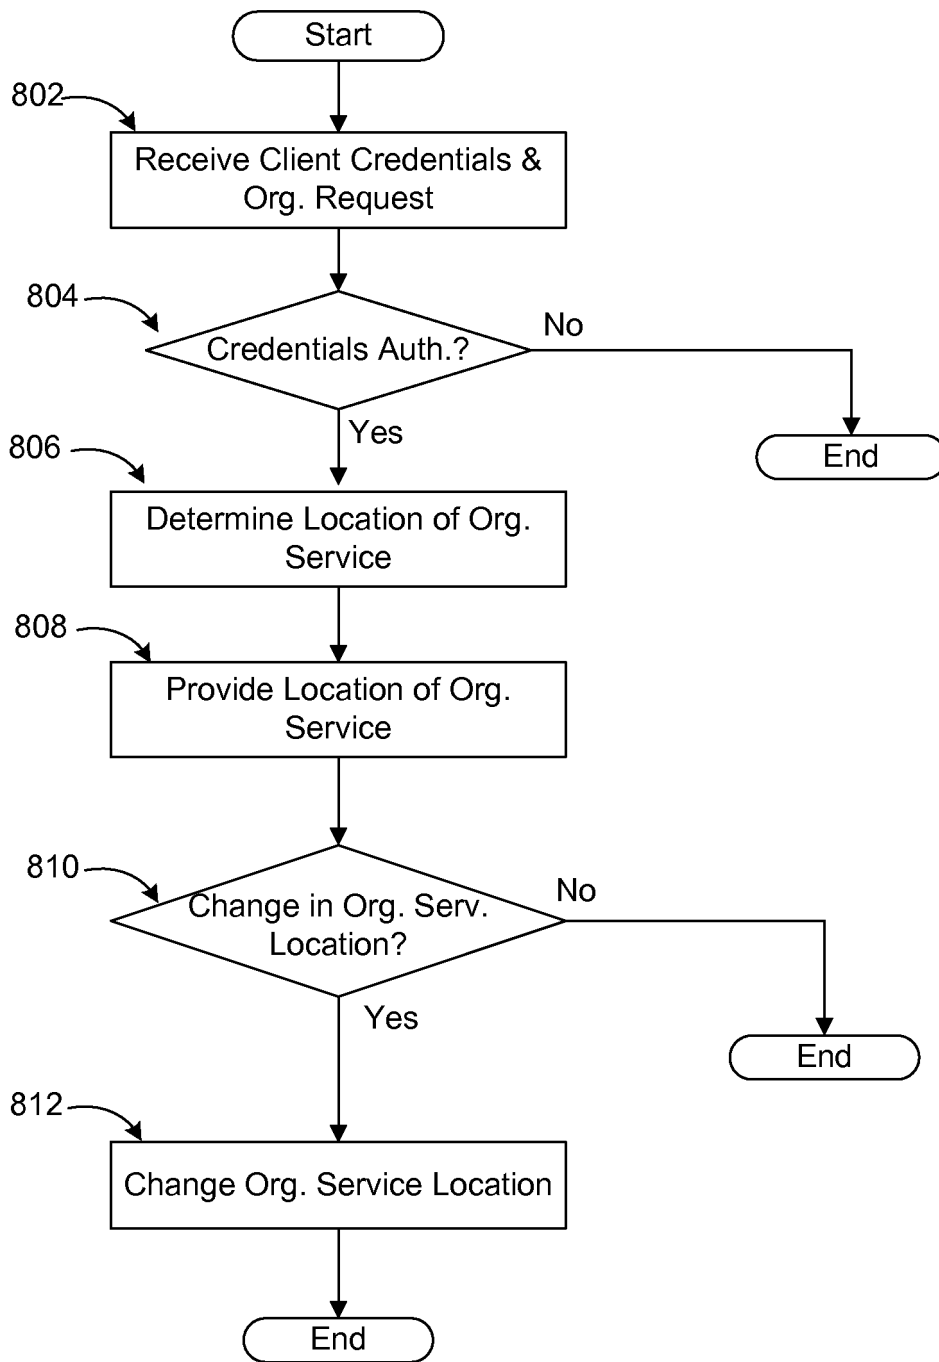 Start
802
Receive Client Credentials &
Org. Request
804
Credentials Auth.?
No
Yes
End
806
Determine Location of Org.
Service
808
Provide Location of Org.
Service
810
Change in Org. Serv.
Location?
No
Yes
End
812
Change Org. Service Location
End